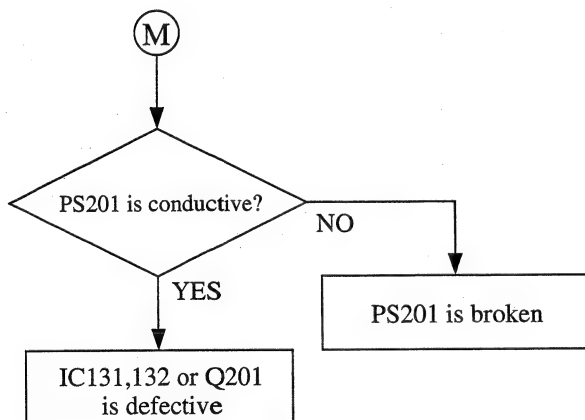 M
PS201 is conductive?
NO
YES
PS201 is broken
IC131,132 or Q201
is defective